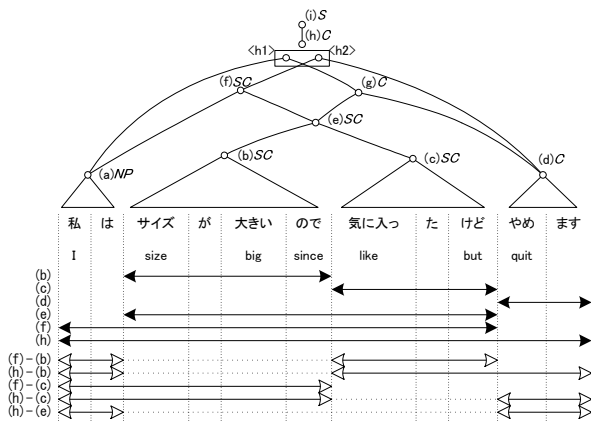 (i)S
(h)C
<h1> <h2>
(f)SC (g)C
(e)SC
(b)SC (c)SC (d)C
(a)NP
私 は サイズ が 大きい ので 気に入っ た けど やめ ます
I size big since like but quit
(b)
(c)
(d)
(e)
(f)
(h)
(f)-(b)
(h)-(b)
(f)-(c)
(h)-(c)
(h)-(e)